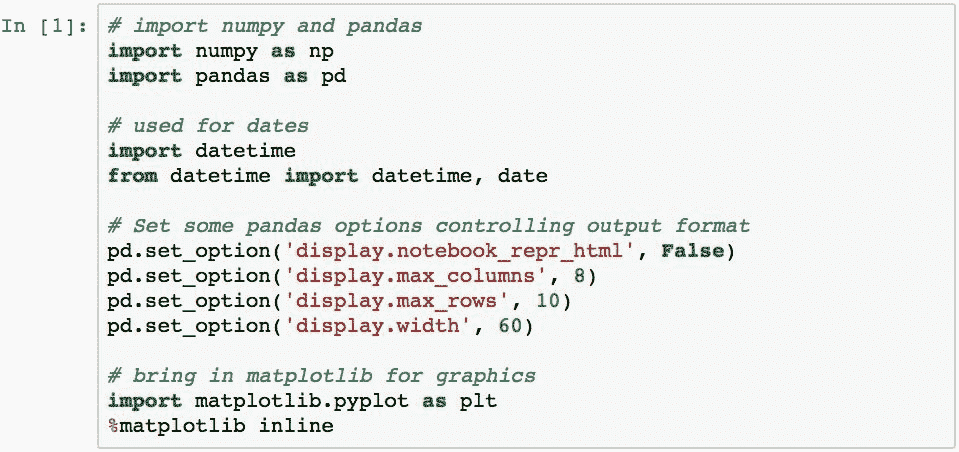 In [1]: # import numpy and pandas
import numpy as np
import pandas as pd
# used for dates
import datetime
from datetime import datetime, date
# Set some pandas options controlling output format
pd.set_option('display.notebook_repr_html', False)
pd.set_option('display.max_columns', 8)
pd.set_option('display.max_rows', 10)
pd.set_option('display.width', 60)
# bring in matplotlib for graphics
import matplotlib.pyplot as plt
%matplotlib inline